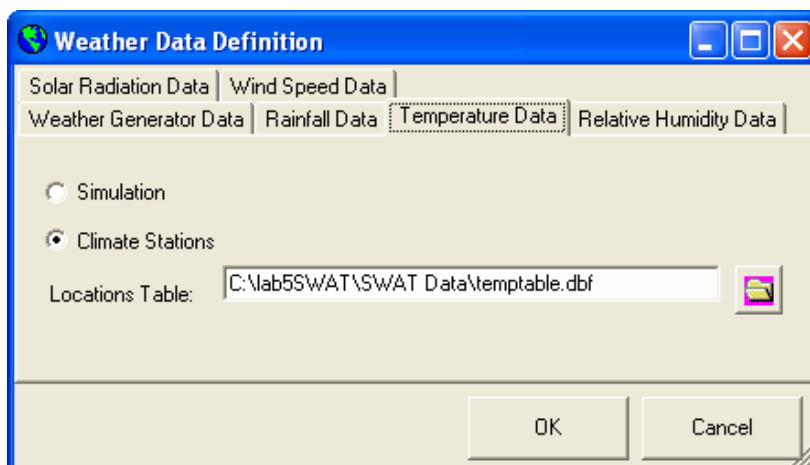 Weather Data Definition
Solar Radiation Data Wind Speed Data
Weather Generator Data Rainfall Data Temperature Data Relative Humidity Data
Simulation
Climate Stations
Locations Table: C:\lab5SWAT\SWAT Data\temptable.dbf
OK Cancel